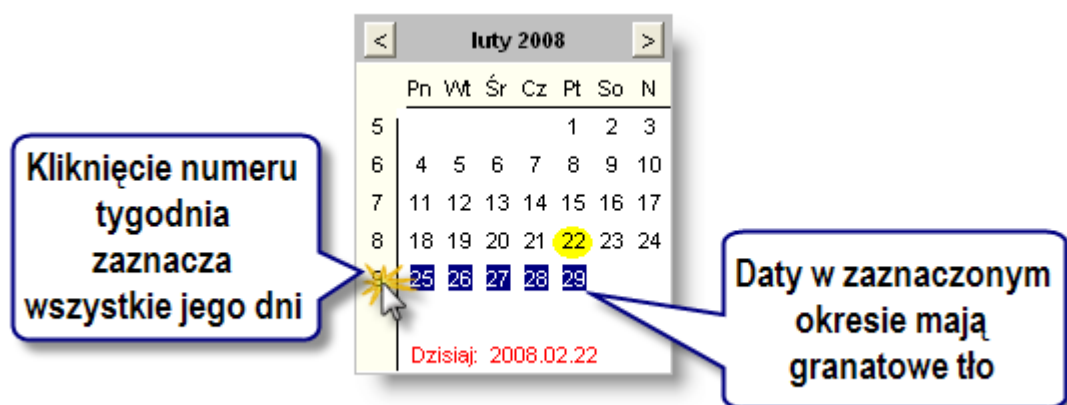 < luty 2008 >
Pn Wt Śr Cz Pt So N
5 1 2 3
6 4 5 6 7 8 9 10
7 11 12 13 14 15 16 17
8 18 19 20 21 22 23 24
9 25 26 27 28 29
Dzisiaj: 2008.02.22
Kliknięcie numeru
tygodnia
zaznacza
wszystkie jego dni
Daty w zaznaczonym
okresie mają
granatowe tło